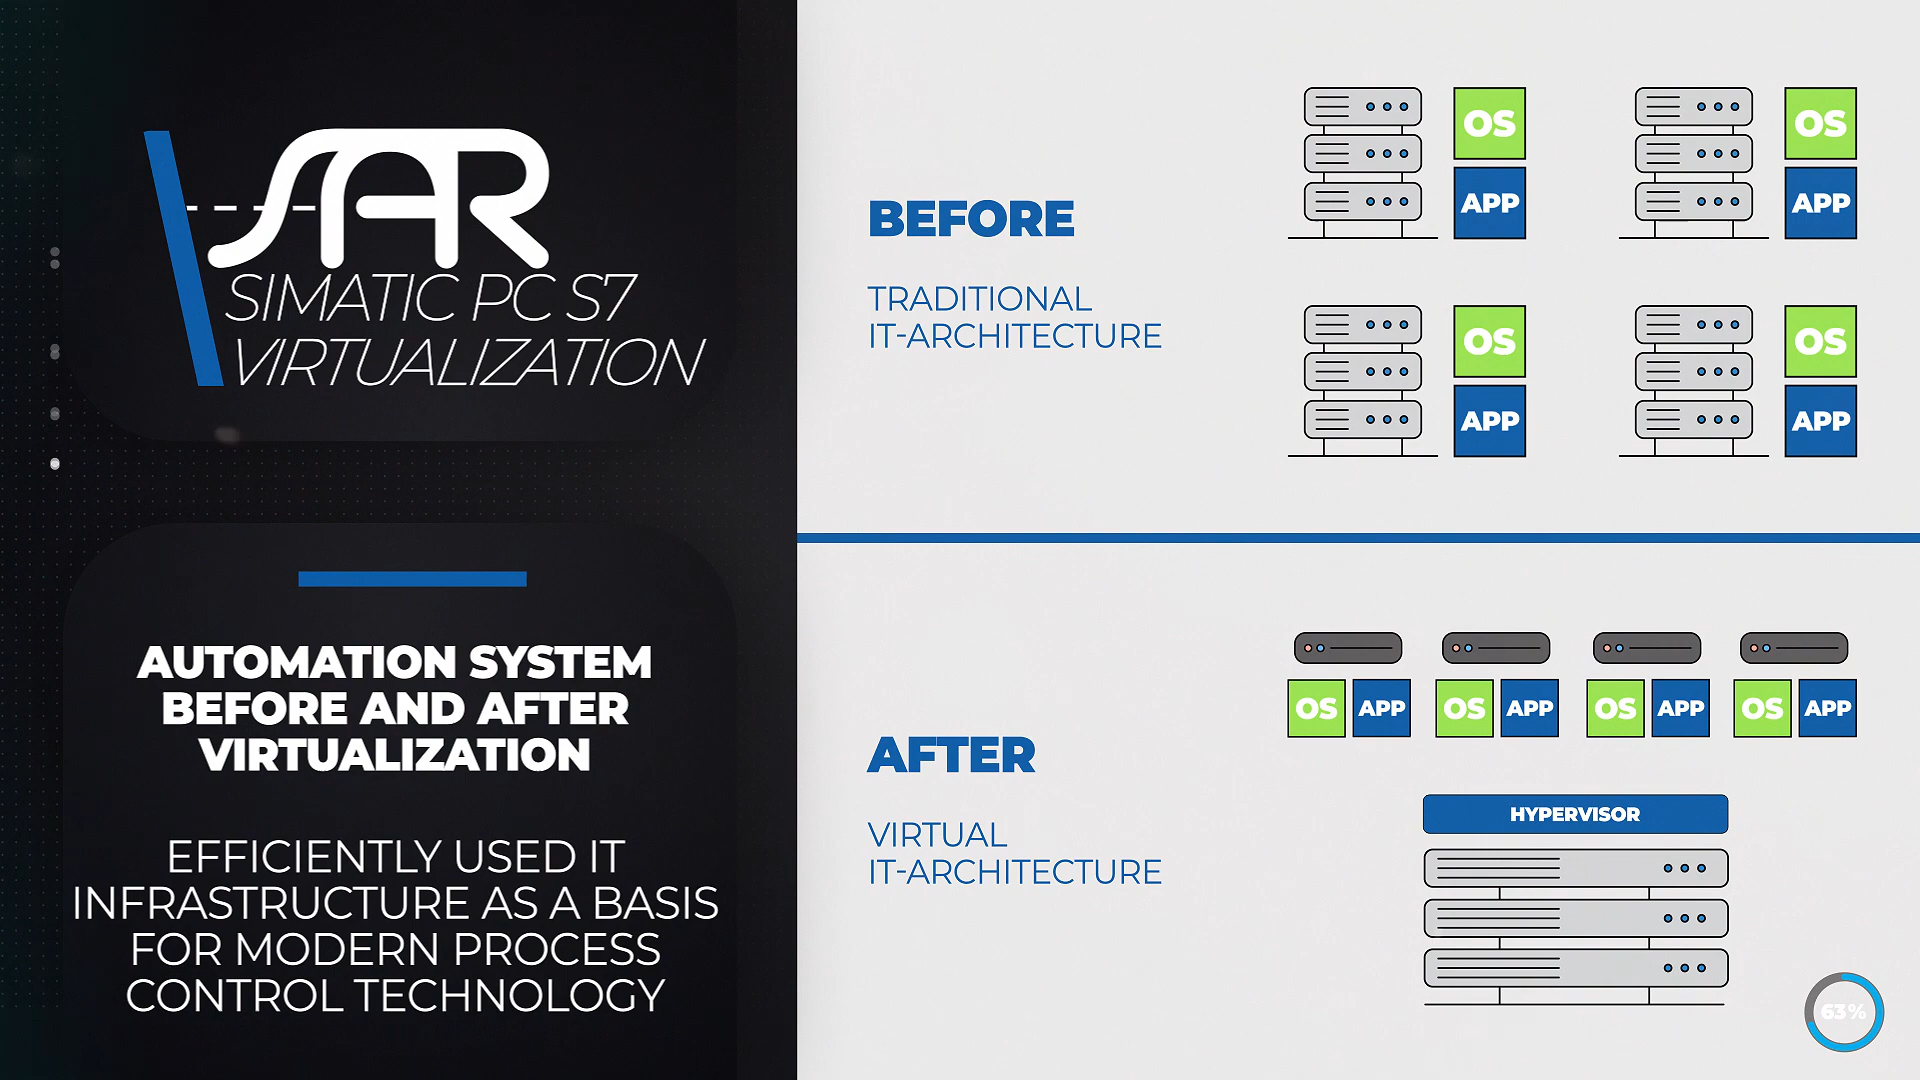 SAR
SIMATIC PC S7
VIRTUALIZATION
AUTOMATION SYSTEM
BEFORE AND AFTER
VIRTUALIZATION
EFFICIENTLY USED IT
INFRASTRUCTURE AS A BASIS
FOR MODERN PROCESS
CONTROL TECHNOLOGY
BEFORE
TRADITIONAL
IT-ARCHITECTURE
OS OS
APP APP
OS OS
APP APP
AFTER
VIRTUAL
IT-ARCHITECTURE
OS APP OS APP OS APP OS APP
HYPERVISOR
63%